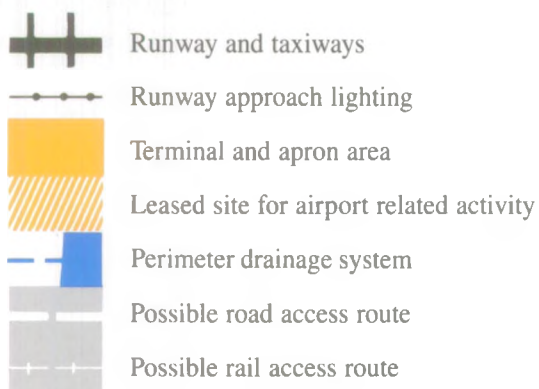 Runway and taxiways
Runway approach lighting
Terminal and apron area
Leased site for airport related activity
Perimeter drainage system
Possible road access route
Possible rail access route